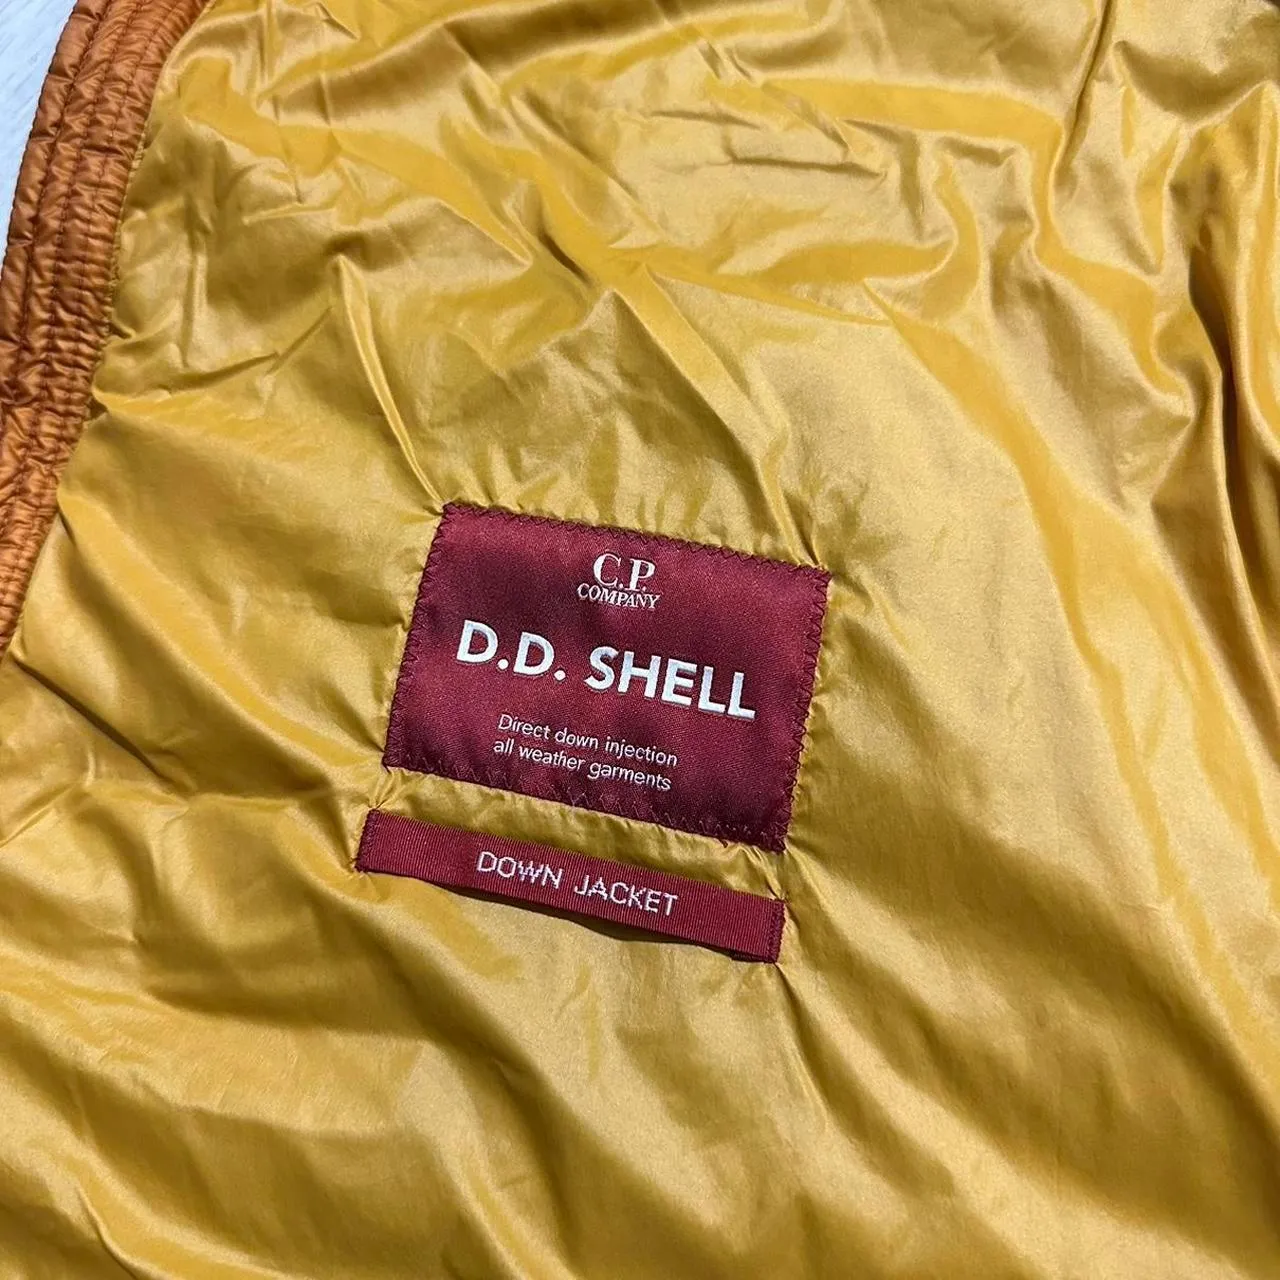 C.P.
COMPANY
D.D. SHELL
Direct down injection
all weather garments
DOWN JACKET